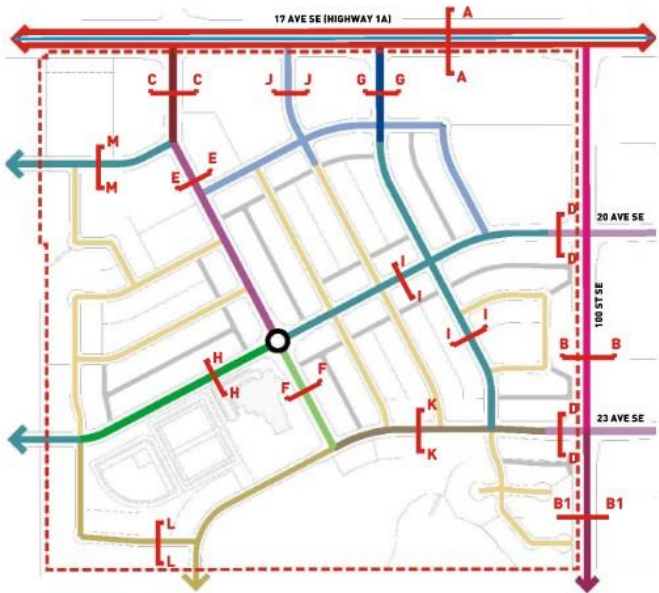 17 AVE SE (HIGHWAY 1A)
A
A
C C
J J
G G
M
M
E
E
D
20 AVE SE
D
I
I
100 ST SE
I
I
B B
H
H
F
F
K
K
D
23 AVE SE
D
B1 B1
L
L